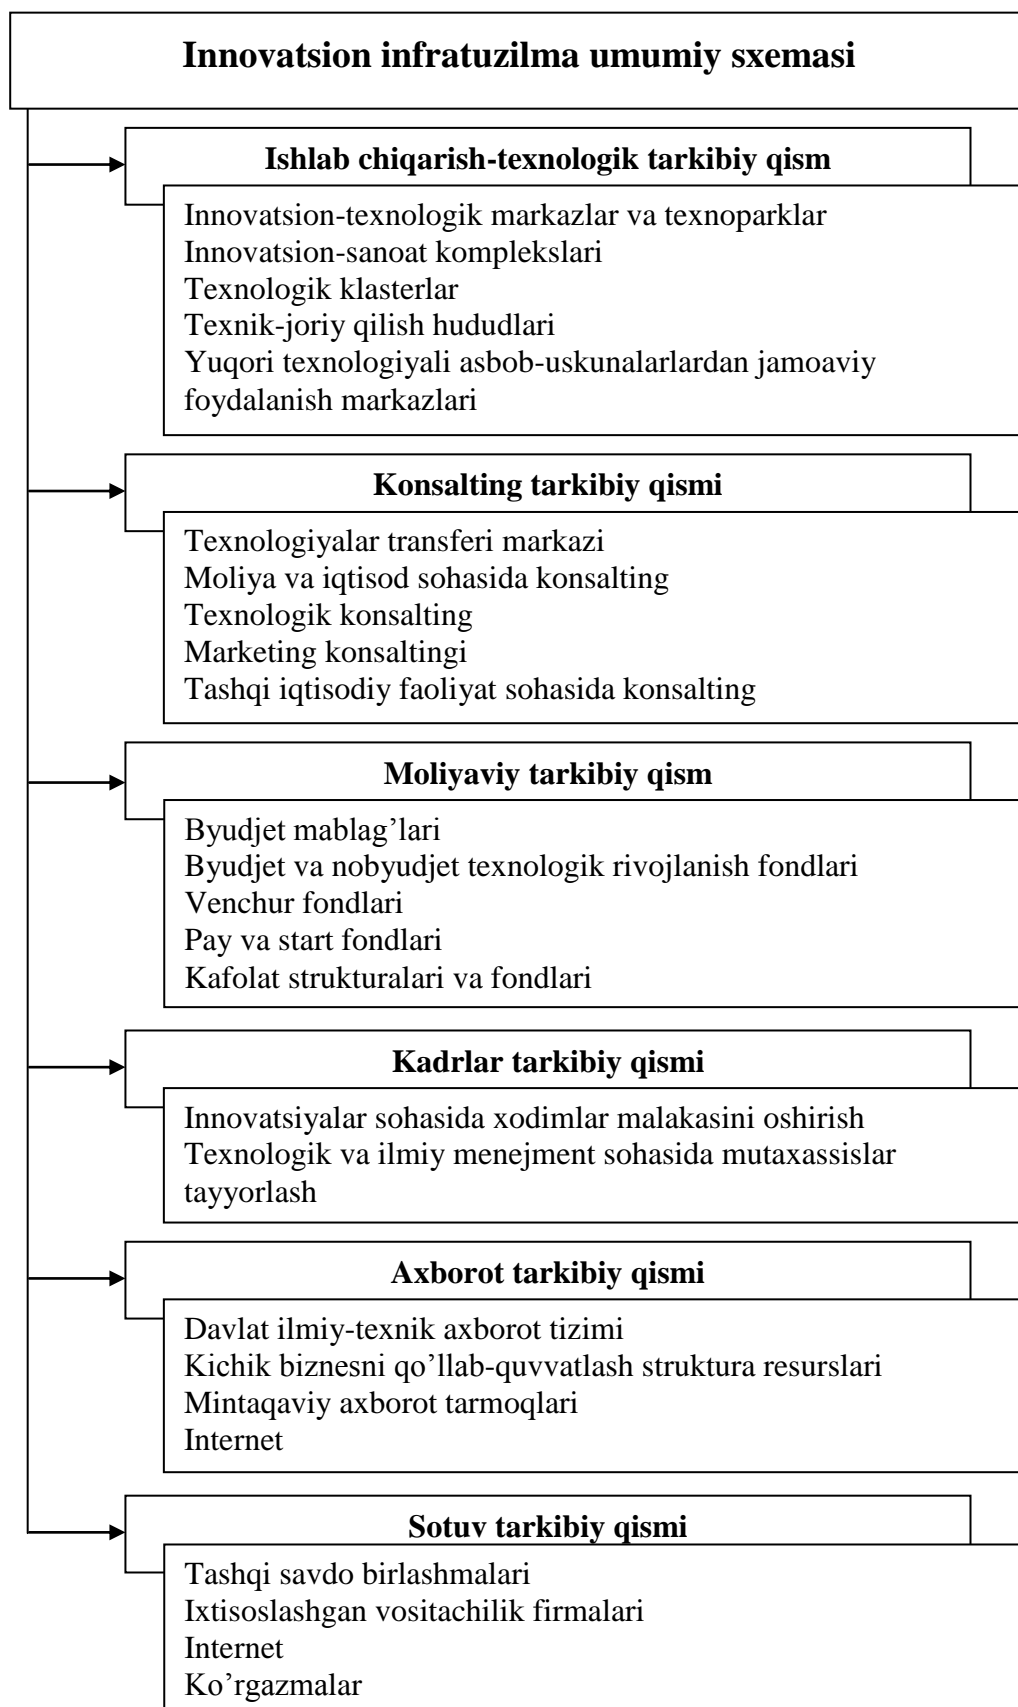 Innovatsion infratuzilma umumiy sxemasi
Ishlab chiqarish-texnologik tarkibiy qism
Innovatsion-texnologik markazlar va texnoparklar
Innovatsion-sanoat komplekslari
Texnologik klasterlar
Texnik-joriy qilish hududlari
Yuqori texnologiyali asbob-uskunalarlardan jamoaviy
foydalanish markazlari
Konsalting tarkibiy qismi
Texnologiyalar transferi markazi
Moliya va iqtisod sohasida konsalting
Texnologik konsalting
Marketing konsaltingi
Tashqi iqtisodiy faoliyat sohasida konsalting
Moliyaviy tarkibiy qism
Byudjet mablag’lari
Byudjet va nobyudjet texnologik rivojlanish fondlari
Venchur fondlari
Pay va start fondlari
Kafolat strukturalari va fondlari
Kadrlar tarkibiy qismi
Innovatsiyalar sohasida xodimlar malakasini oshirish
Texnologik va ilmiy menejment sohasida mutaxassislar
tayyorlash
Axborot tarkibiy qismi
Davlat ilmiy-texnik axborot tizimi
Kichik biznesni qo’llab-quvvatlash struktura resurslari
Mintaqaviy axborot tarmoqlari
Internet
Sotuv tarkibiy qismi
Tashqi savdo birlashmalari
Ixtisoslashgan vositachilik firmalari
Internet
Ko’rgazmalar